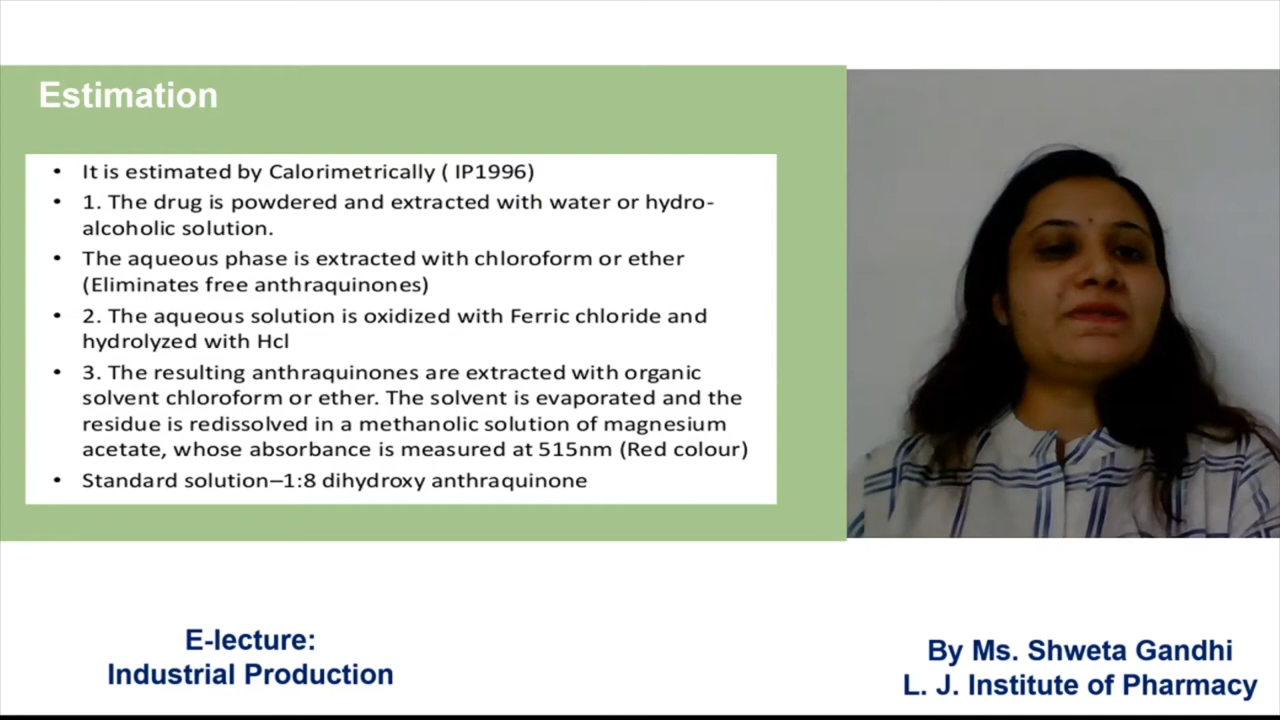 Estimation
• It is estimated by Calorimetrically ( IP1996)
• 1. The drug is powdered and extracted with water or hydro-
alcoholic solution.
• The aqueous phase is extracted with chloroform or ether
(Eliminates free anthraquinones)
• 2. The aqueous solution is oxidized with Ferric chloride and
hydrolyzed with Hcl
• 3. The resulting anthraquinones are extracted with organic
solvent chloroform or ether. The solvent is evaporated and the
residue is redissolved in a methanolic solution of magnesium
acetate, whose absorbance is measured at 515nm (Red colour)
• Standard solution–1:8 dihydroxy anthraquinone
E-lecture:
Industrial Production
By Ms. Shweta Gandhi
L. J. Institute of Pharmacy